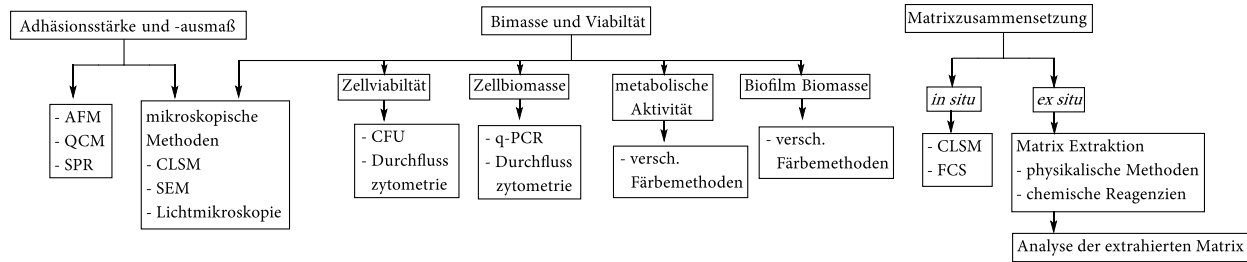 Adhäsionsstärke und -ausmaß
- AFM
- QCM
- SPR
mikroskopische
Methoden
- CLSM
- SEM
- Lichtmikroskopie
Bimasse und Viabiltät
Zellviabiltät
- CFU
- Durchfluss
zytometrie
Zellbiomasse
- q-PCR
- Durchfluss
zytometrie
metabolische
Aktivität
- versch.
Färbemethoden
Biofilm Biomasse
- versch.
Färbemethoden
Matrixzusammensetzung
in situ
- CLSM
- FCS
ex situ
Matrix Extraktion
- physikalische Methoden
- chemische Reagenzien
Analyse der extrahierten Matrix